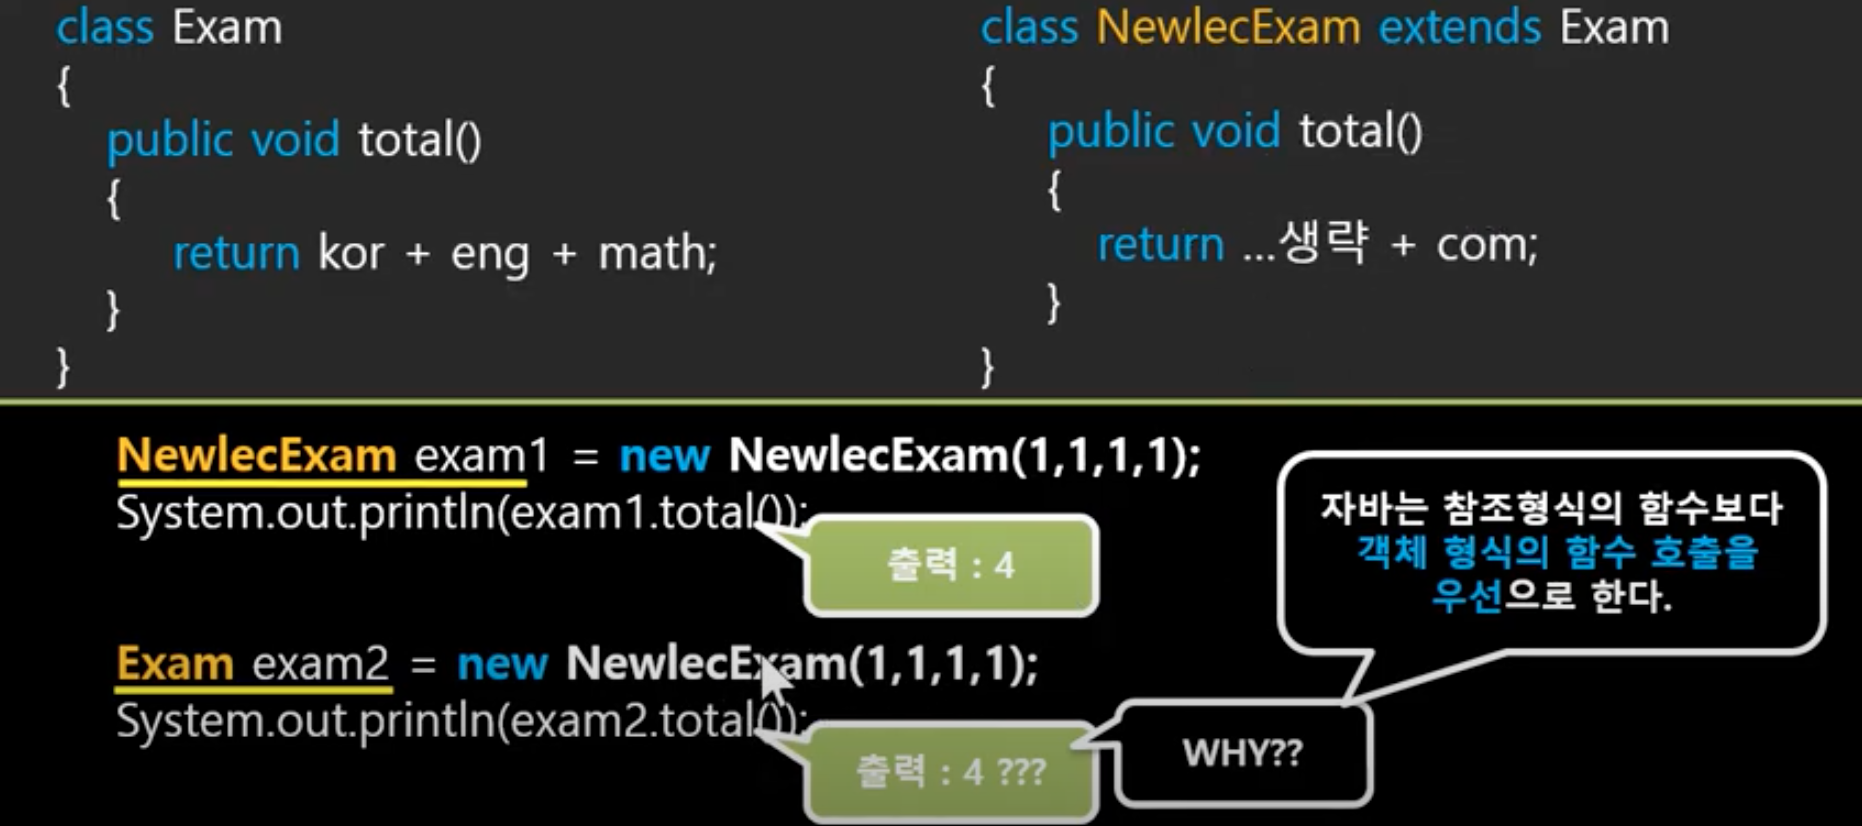 class Exam
{
public void total()
{
return kor + eng + math;
}
}
class NewlecExam extends Exam
{
public void total()
{
return ...생략 + com;
}
}
NewlecExam exam1 = new NewlecExam(1,1,1,1);
System.out.println(exam1.total());
출력 : 4
Exam exam2 = new NewlecExam(1,1,1,1);
System.out.println(exam2.total());
출력 : 4 ???
WHY??
자바는 참조형식의 함수보다
객체 형식의 함수 호출을
우선으로 한다.